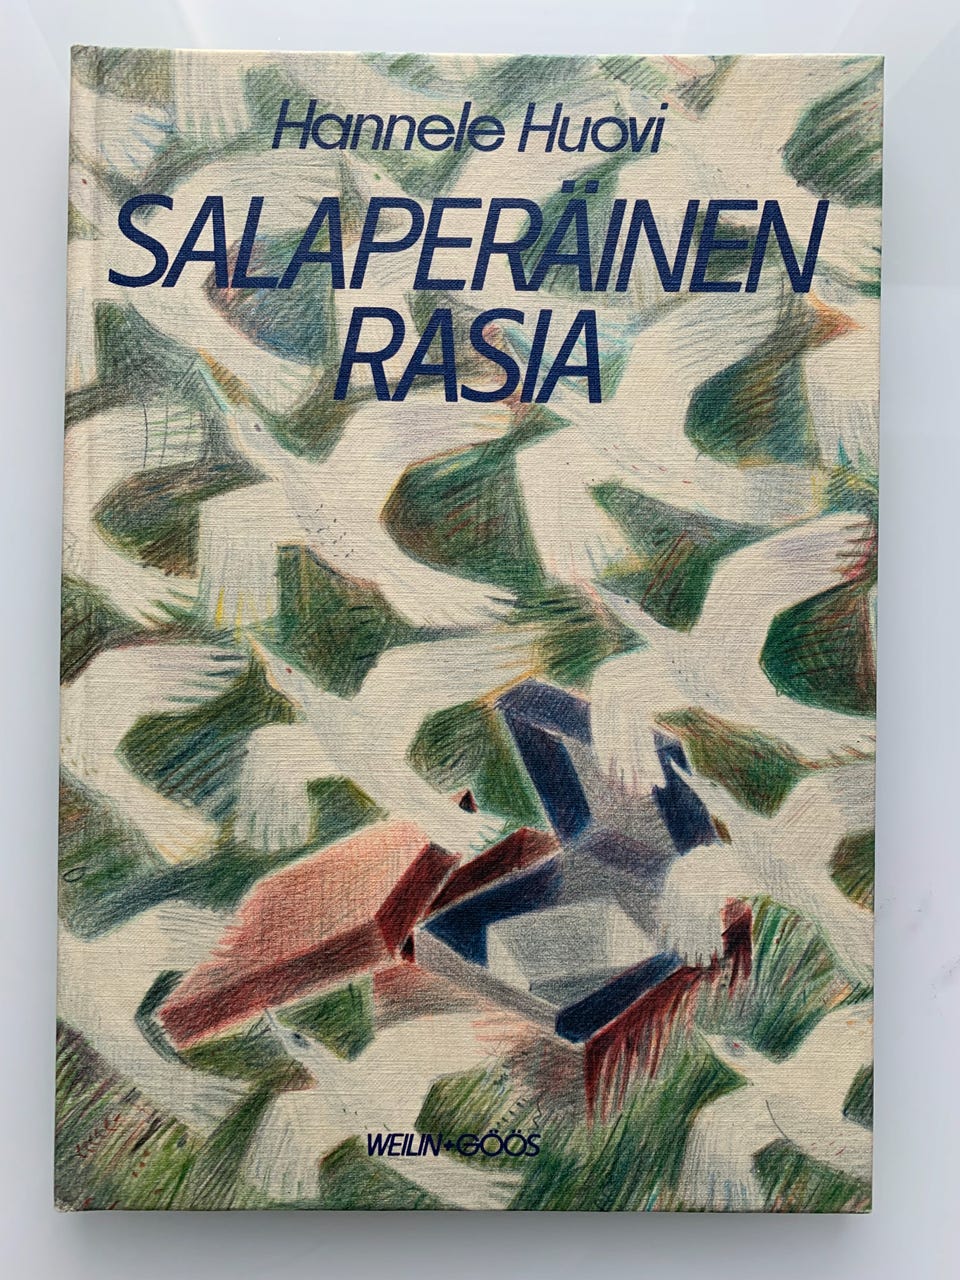 Hannele Huovi
SALAPERÄINEN
RASIA
WEILIN+GÖÖS